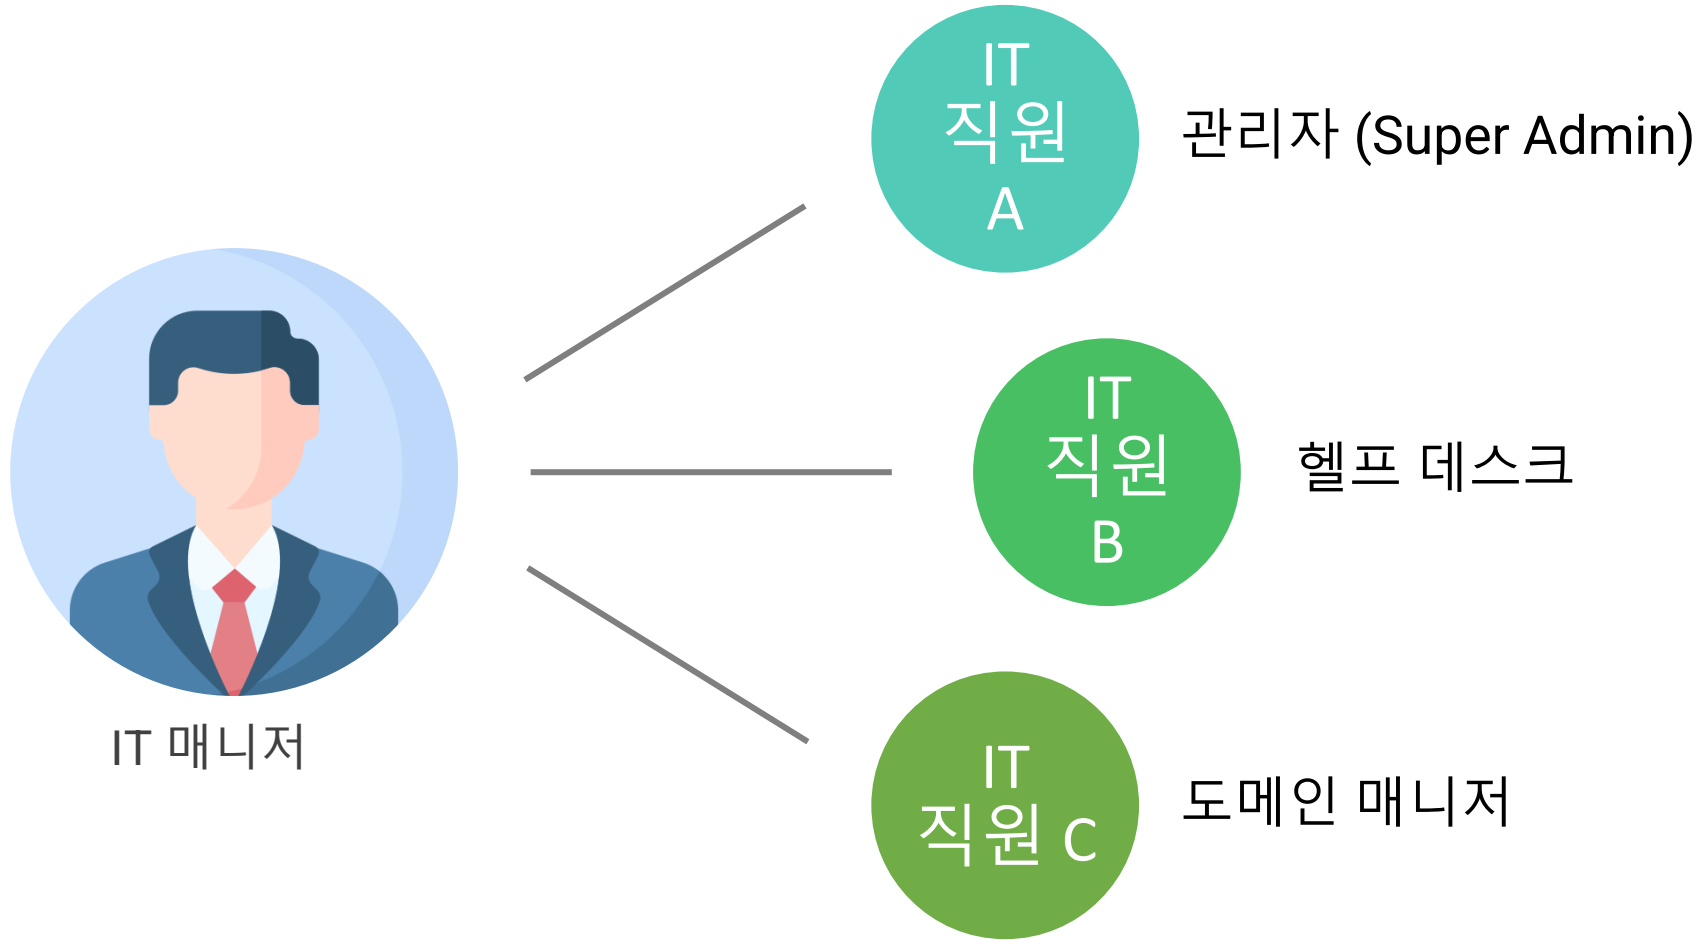 IT
직원
A
관리자 (Super Admin)
IT
직원
B
헬프 데스크
IT 매니저
IT
직원 C
도메인 매니저